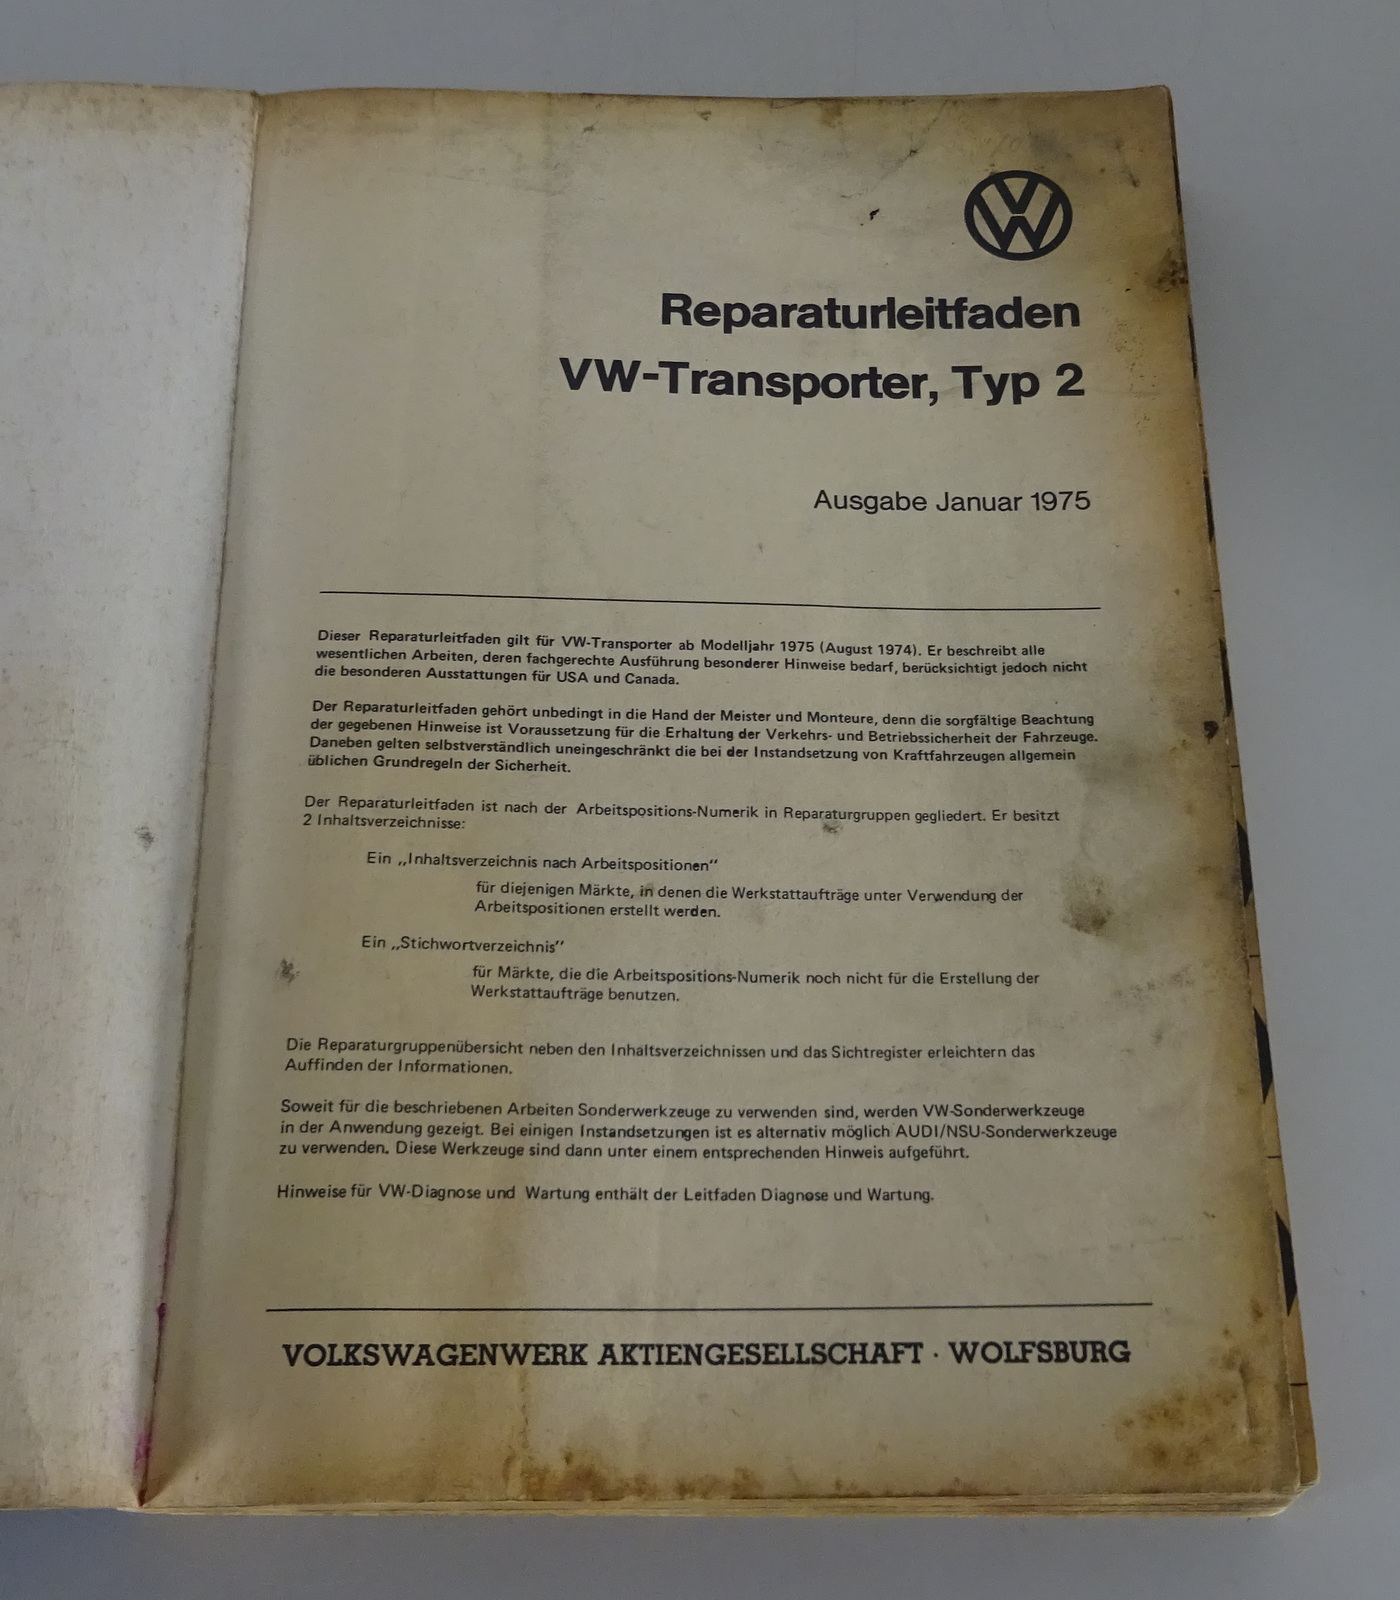 Reparaturleitfaden
VW-Transporter, Typ 2
Ausgabe Januar 1975
Dieser Reparaturleitfaden gilt für VW-Transporter ab Modelljahr 1975 (August 1974). Er beschreibt alle
wesentlichen Arbeiten, deren fachgerechte Ausführung besonderer Hinweise bedarf, berücksichtigt jedoch nicht
die besonderen Ausstattungen für USA und Canada.
Der Reparaturleitfaden gehört unbedingt in die Hand der Meister und Monteure, denn die sorgfältige Beachtung
der gegebenen Hinweise ist Voraussetzung für die Erhaltung der Verkehrs- und Betriebssicherheit der Fahrzeuge.
Daneben gelten selbstverständlich uneingeschränkt die bei der Instandsetzung von Kraftfahrzeugen allgemein
üblichen Grundregeln der Sicherheit.
Der Reparaturleitfaden ist nach der Arbeitspositions-Numerik in Reparaturgruppen gegliedert. Er besitzt
2 Inhaltsverzeichnisse:
Ein „Inhaltsverzeichnis nach Arbeitspositionen“
für diejenigen Märkte, in denen die Werkstattaufträge unter Verwendung der
Arbeitspositionen erstellt werden.
Ein „Stichwortverzeichnis“
für Märkte, die die Arbeitspositions-Numerik noch nicht für die Erstellung der
Werkstattaufträge benutzen.
Die Reparaturgruppenübersicht neben den Inhaltsverzeichnissen und das Sichtregister erleichtern das
Auffinden der Informationen.
Soweit für die beschriebenen Arbeiten Sonderwerkzeuge zu verwenden sind, werden VW-Sonderwerkzeuge
in der Anwendung gezeigt. Bei einigen Instandsetzungen ist es alternativ möglich AUDI/NSU-Sonderwerkzeuge
zu verwenden. Diese Werkzeuge sind dann unter einem entsprechenden Hinweis aufgeführt.
Hinweise für VW-Diagnose und Wartung enthält der Leitfaden Diagnose und Wartung.
VOLKSWAGENWERK AKTIENGESELLSCHAFT · WOLFSBURG